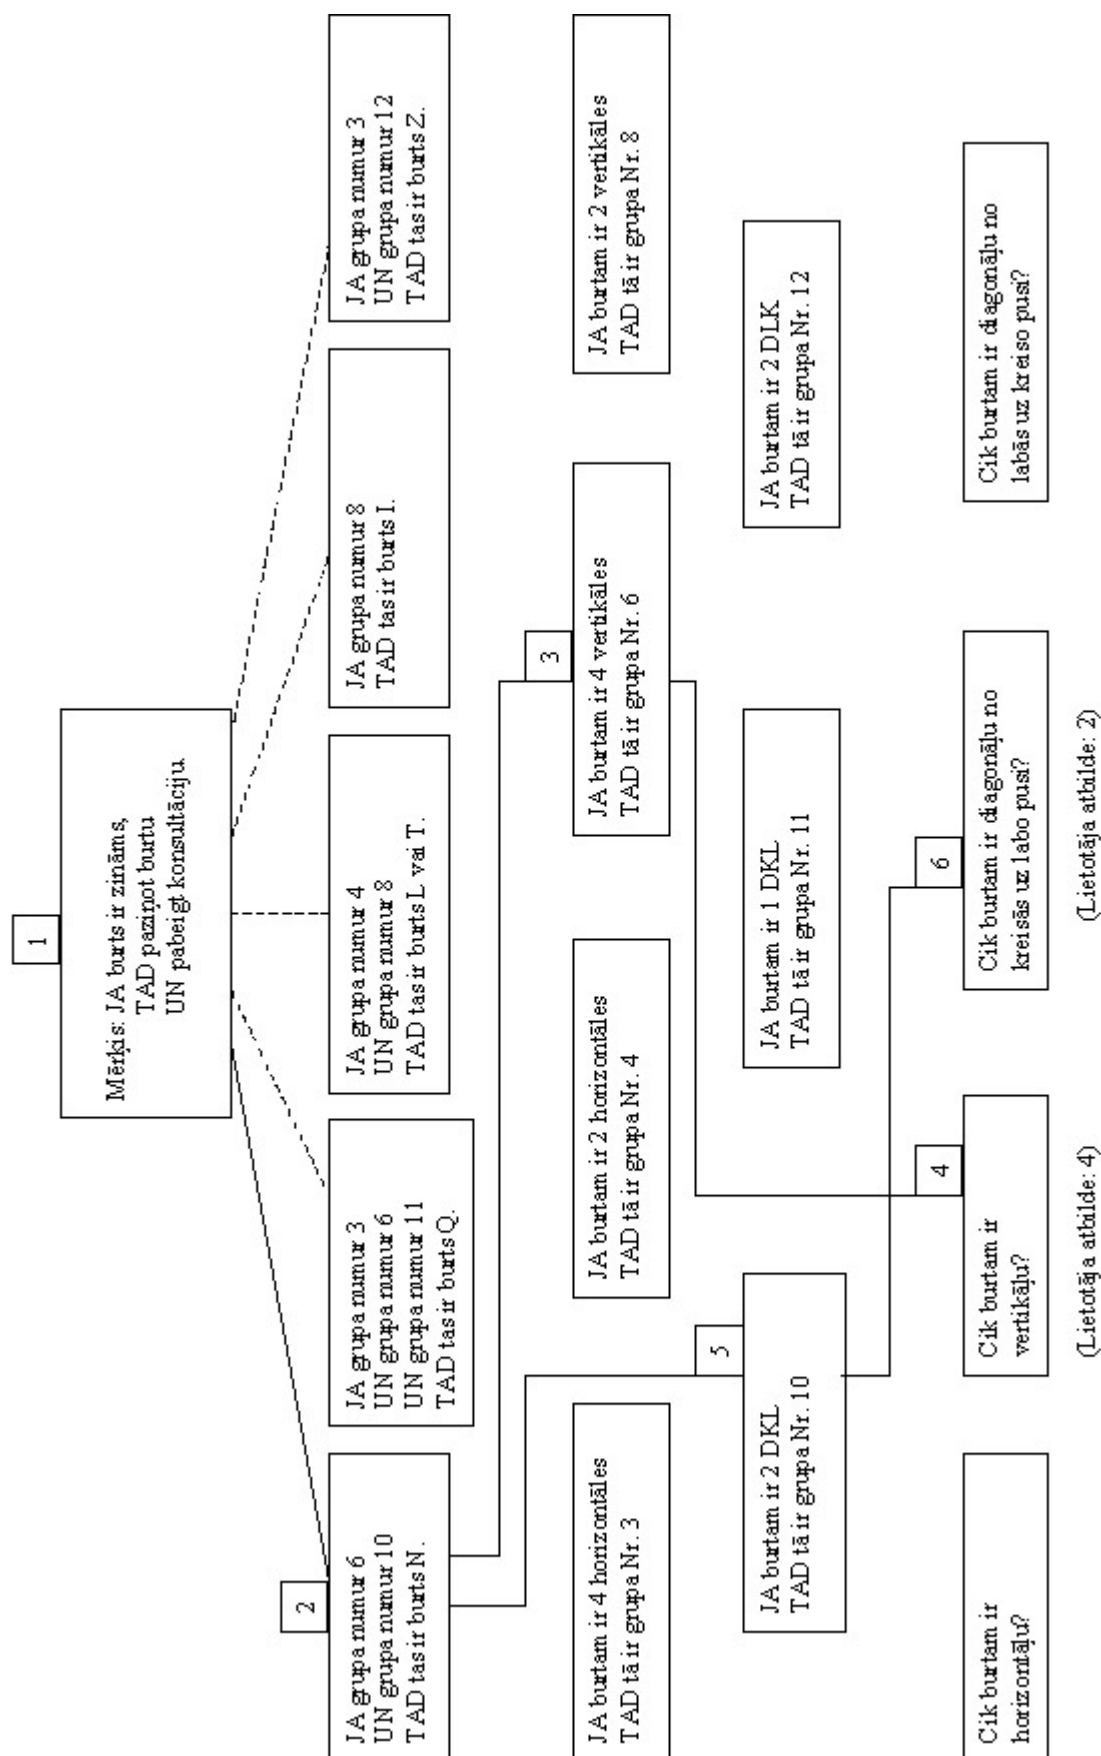 1
Mērķis: JA burts ir zināms,
TAD paziņot burtu
UN pabeigt konsultāciju.
2
JA grupa numur 6
UN grupa numur 10
TAD tas ir burts N.
JA grupa numur 3
UN grupa numur 6
UN grupa numur 11
TAD tas ir burts Q.
JA grupa numur 4
UN grupa numur 8
TAD tas ir burts L vai T.
JA grupa numur 8
TAD tas ir burts I.
JA grupa numur 3
UN grupa numur 12
TAD tas ir burts Z.
JA burtam ir 4 horizontāles
TAD tā ir grupa Nr. 3
JA burtam ir 2 horizontāles
TAD tā ir grupa Nr. 4
3
JA burtam ir 4 vertikāles
TAD tā ir grupa Nr. 6
JA burtam ir 2 vertikāles
TAD tā ir grupa Nr. 8
5
JA burtam ir 2 DKL
TAD tā ir grupa Nr. 10
JA burtam ir 1 DKL
TAD tā ir grupa Nr. 11
JA burtam ir 2 DLK
TAD tā ir grupa Nr. 12
Cik burtam ir
horizontāļu?
4
Cik burtam ir
vertikāļu?
(Lietotāja atbilde: 4)
6
Cik burtam ir diagonāļu no
kreisās uz labo pusi?
(Lietotāja atbilde: 2)
Cik burtam ir diagonāļu no
labās uz kreiso pusi?